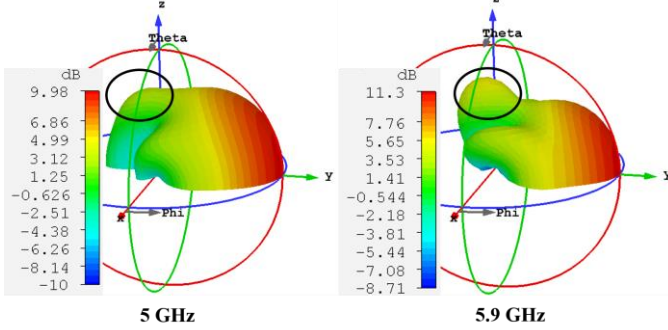 z
Theta
dB
9.98
6.86
4.99
3.12
1.25
-0.626
-2.51
-4.38
-6.26
-8.14
-10
Y
x
Phi
5 GHz
z
Theta
dB
11.3
7.76
5.65
3.53
1.41
-0.544
-2.18
-3.81
-5.44
-7.08
-8.71
Y
x
Phi
5.9 GHz